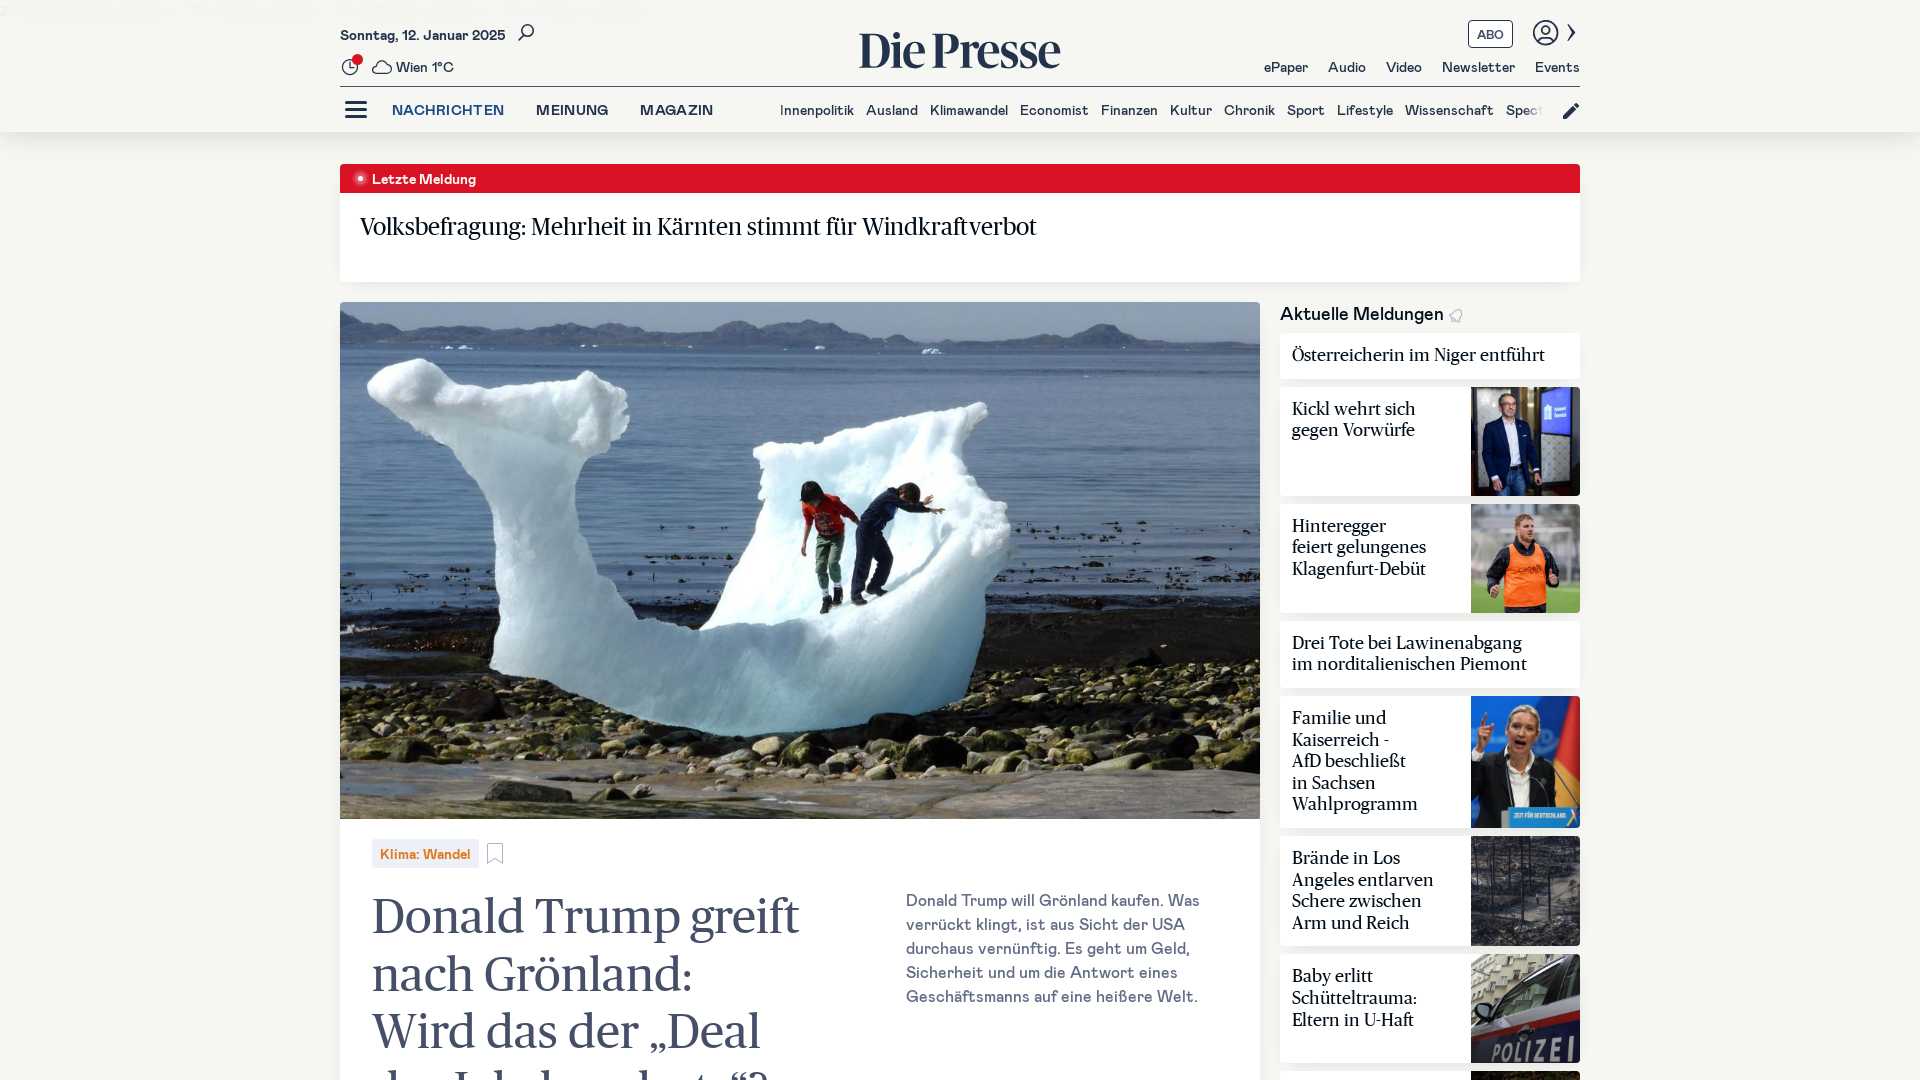 Sonntag, 12. Januar 2025
Wien 1°C
Die Presse
ABO
ePaper Audio Video Newsletter Events
NACHRICHTEN MEINUNG MAGAZIN
Innenpolitik Ausland Klimawandel Economist Finanzen Kultur Chronik Sport Lifestyle Wissenschaft Spect
Letzte Meldung
Volksbefragung: Mehrheit in Kärnten stimmt für Windkraftverbot
Klima: Wandel
Donald Trump greift
nach Grönland:
Wird das der „Deal
Donald Trump will Grönland kaufen. Was
verrückt klingt, ist aus Sicht der USA
durchaus vernünftig. Es geht um Geld,
Sicherheit und um die Antwort eines
Geschäftsmanns auf eine heißere Welt.
Aktuelle Meldungen
Österreicherin im Niger entführt
Kickl wehrt sich
gegen Vorwürfe
Hinteregger
feiert gelungenes
Klagenfurt-Debüt
Drei Tote bei Lawinenabgang
im norditalienischen Piemont
Familie und
Kaiserreich -
AfD beschließt
in Sachsen
Wahlprogramm
ZEIT FÜR DEUTSCHLAND.
Brände in Los
Angeles entlarven
Schere zwischen
Arm und Reich
Baby erlitt
Schütteltrauma:
Eltern in U-Haft
POLIZEI